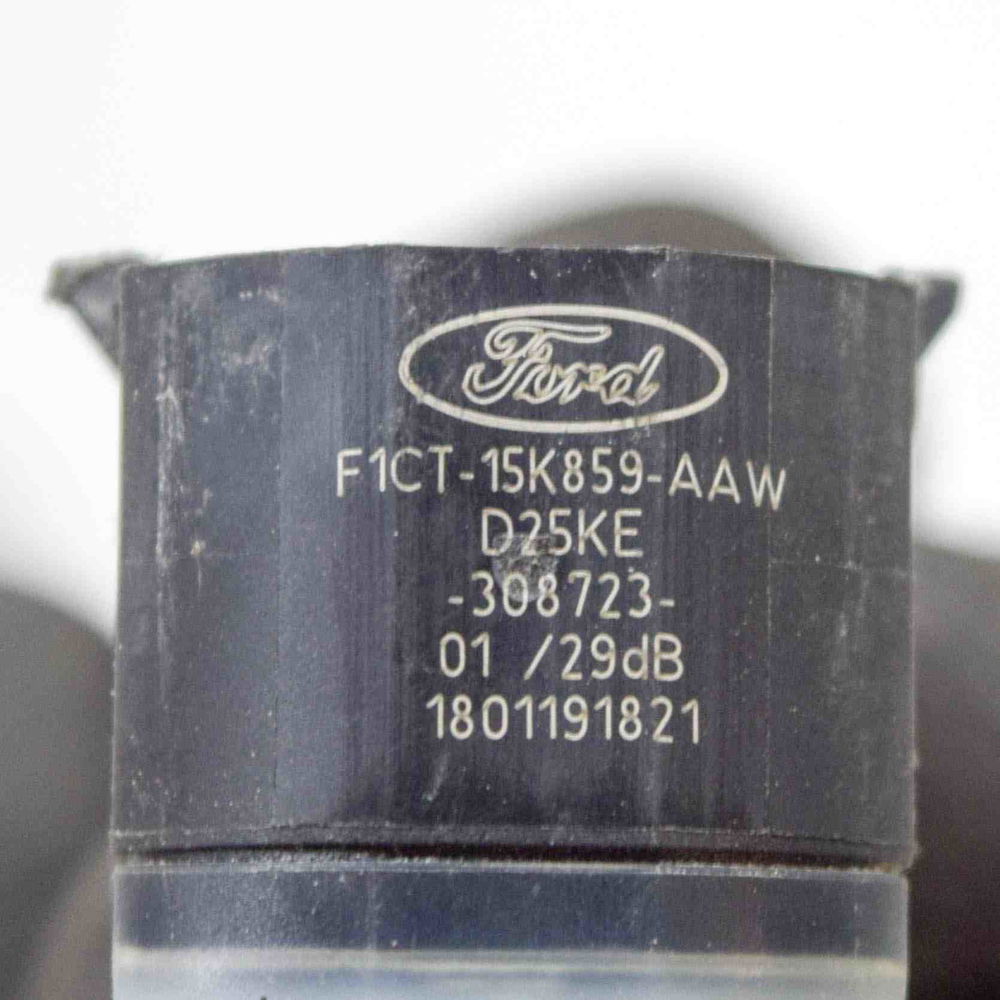 Ford
F1CT-15K859-AAW
D25KE
-308723-
01 /29dB
1801191821